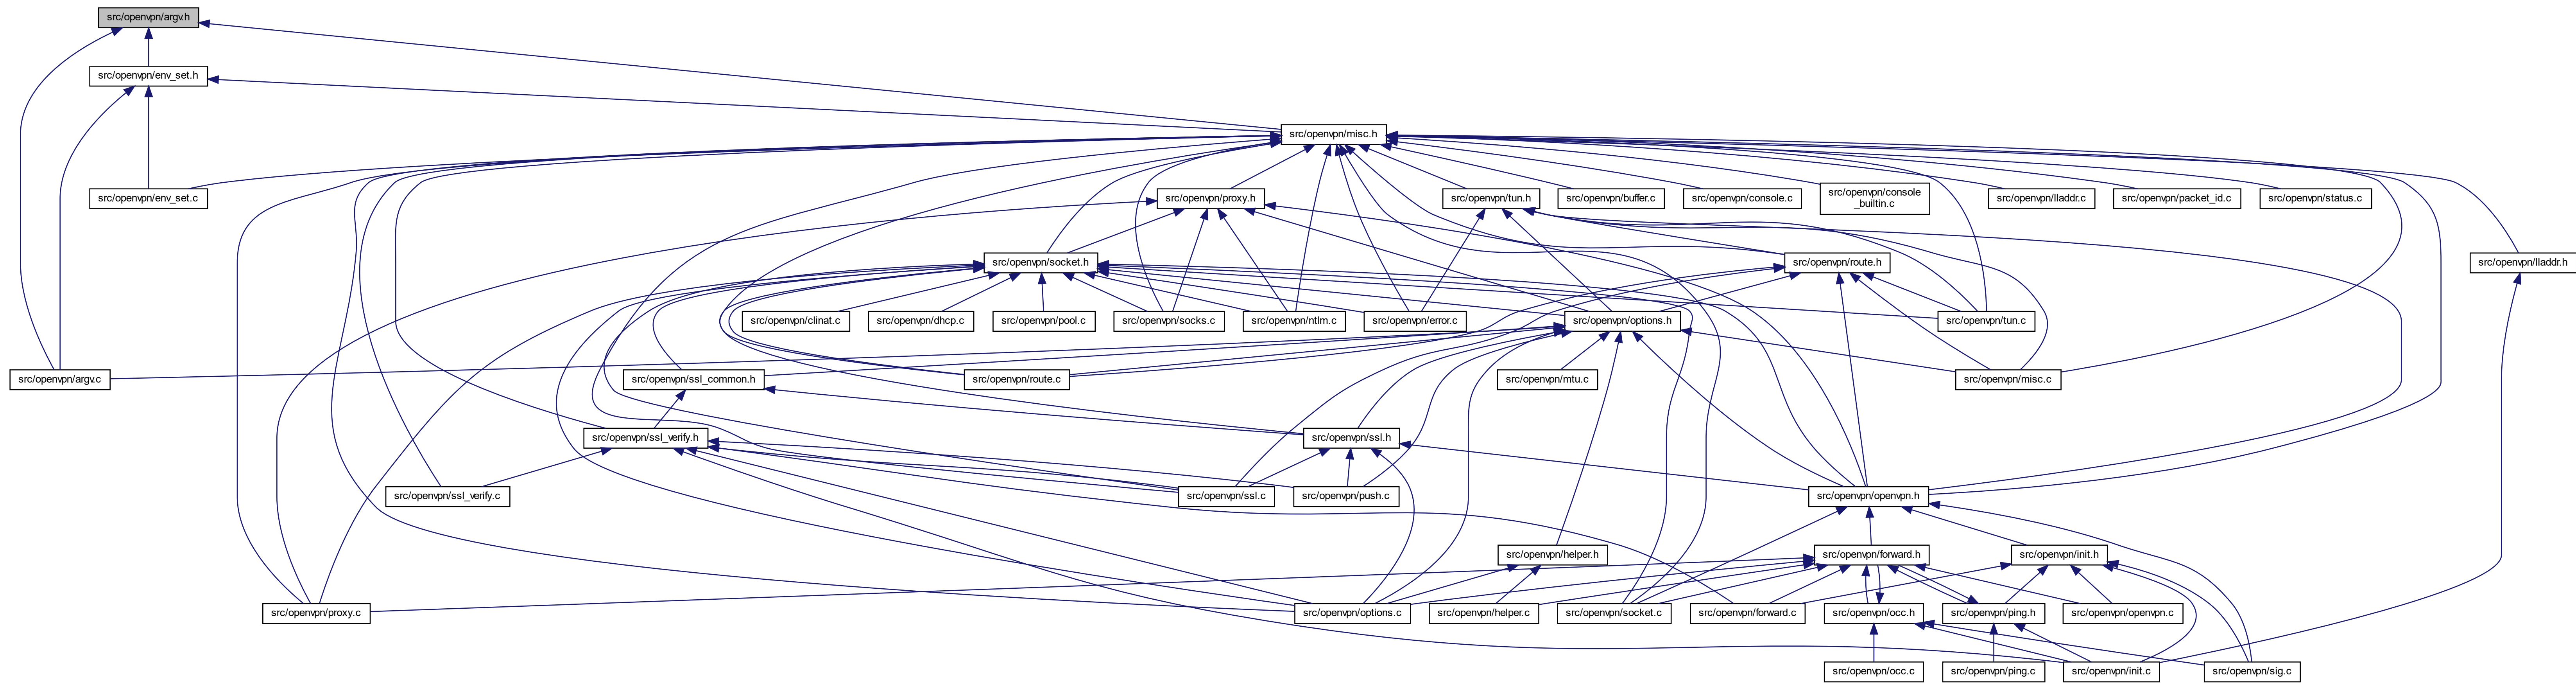 src/openvpn/argv.h
src/openvpn/env_set.h
src/openvpn/misc.h
src/openvpn/env_set.c
src/openvpn/proxy.h
src/openvpn/tun.h
src/openvpn/buffer.c
src/openvpn/console.c
src/openvpn/console
_builtin.c
src/openvpn/lladdr.c
src/openvpn/packet_id.c
src/openvpn/status.c
src/openvpn/socket.h
src/openvpn/route.h
src/openvpn/lladdr.h
src/openvpn/clinat.c
src/openvpn/dhcp.c
src/openvpn/pool.c
src/openvpn/socks.c
src/openvpn/ntlm.c
src/openvpn/error.c
src/openvpn/options.h
src/openvpn/tun.c
src/openvpn/argv.c
src/openvpn/ssl_common.h
src/openvpn/route.c
src/openvpn/mtu.c
src/openvpn/misc.c
src/openvpn/ssl_verify.h
src/openvpn/ssl.h
src/openvpn/ssl_verify.c
src/openvpn/ssl.c
src/openvpn/push.c
src/openvpn/openvpn.h
src/openvpn/helper.h
src/openvpn/forward.h
src/openvpn/init.h
src/openvpn/proxy.c
src/openvpn/options.c
src/openvpn/helper.c
src/openvpn/socket.c
src/openvpn/forward.c
src/openvpn/occ.h
src/openvpn/ping.h
src/openvpn/openvpn.c
src/openvpn/occ.c
src/openvpn/ping.c
src/openvpn/init.c
src/openvpn/sig.c